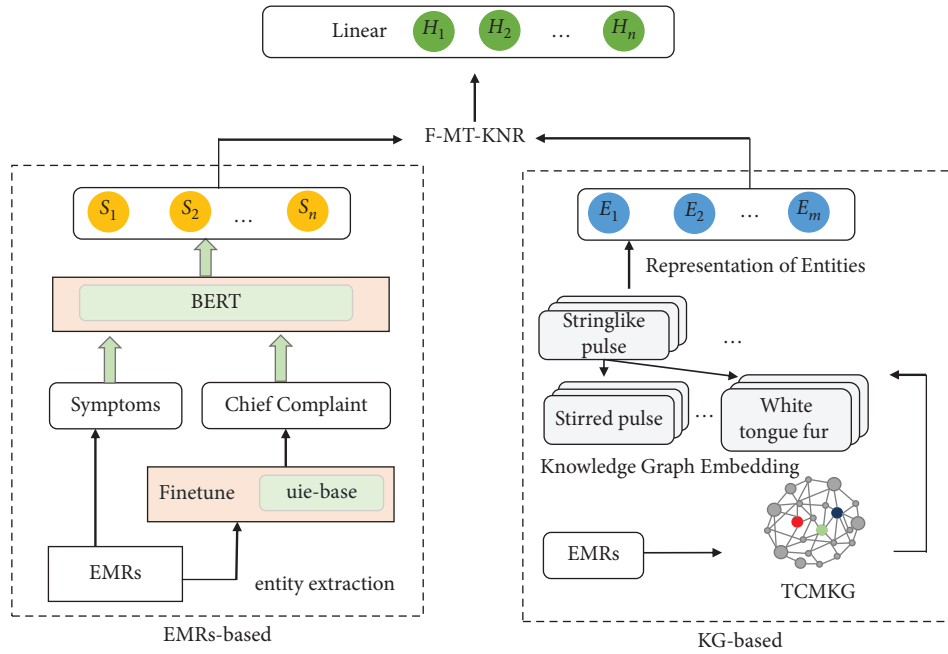 Linear H1 H2 … Hn
F-MT-KNR
S1 S2 … Sn
BERT
Symptoms
Chief Complaint
Finetune uie-base
EMRs
entity extraction
EMRs-based
E1 E2 … Em
Representation of Entities
Stringlike
pulse
…
Stirred pulse
…
White
tongue fur
Knowledge Graph Embedding
EMRs
TCMKG
KG-based